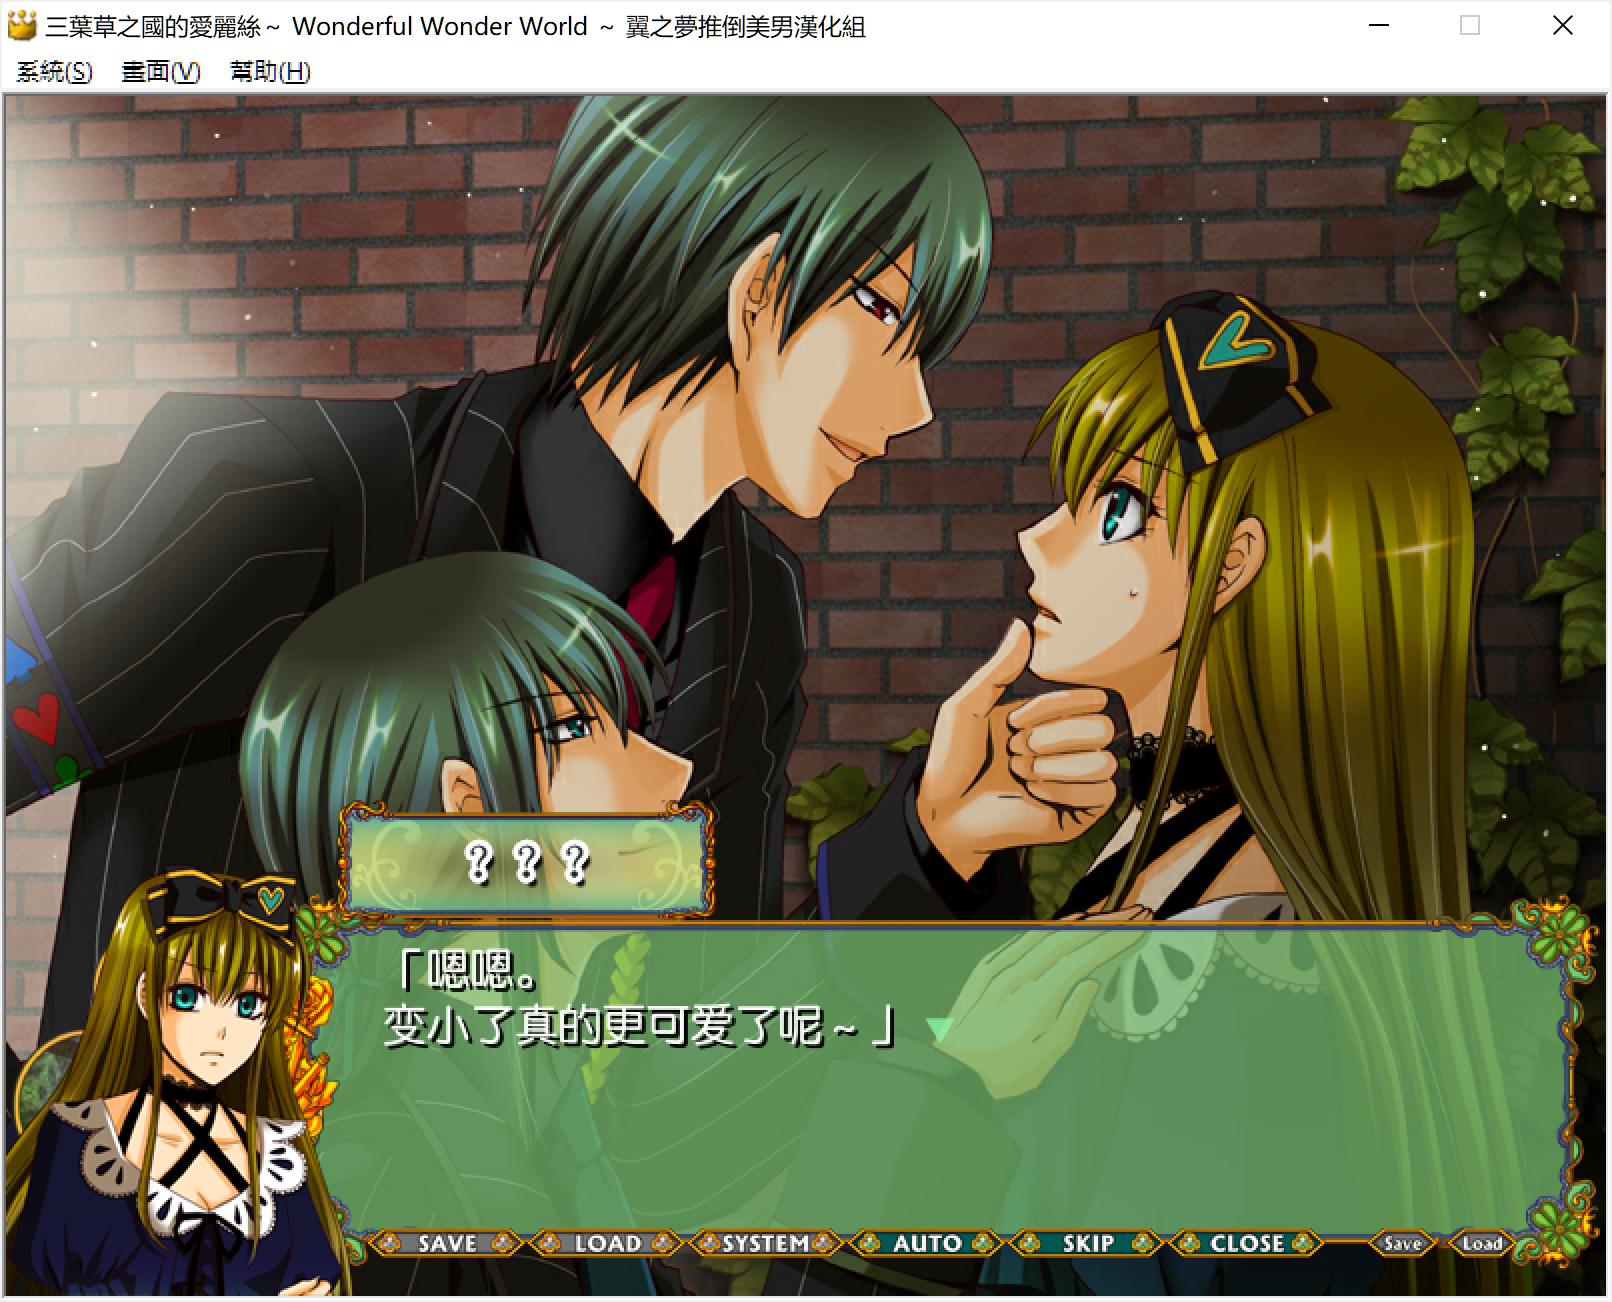 三葉草之國的愛麗絲～ Wonderful Wonder World ～ 翼之夢推倒美男漢化組
系統(S) 畫面(V) 幫助(H)
？？？
「嗯嗯。
变小了真的更可爱了呢～」
SAVE LOAD SYSTEM AUTO SKIP CLOSE Save Load